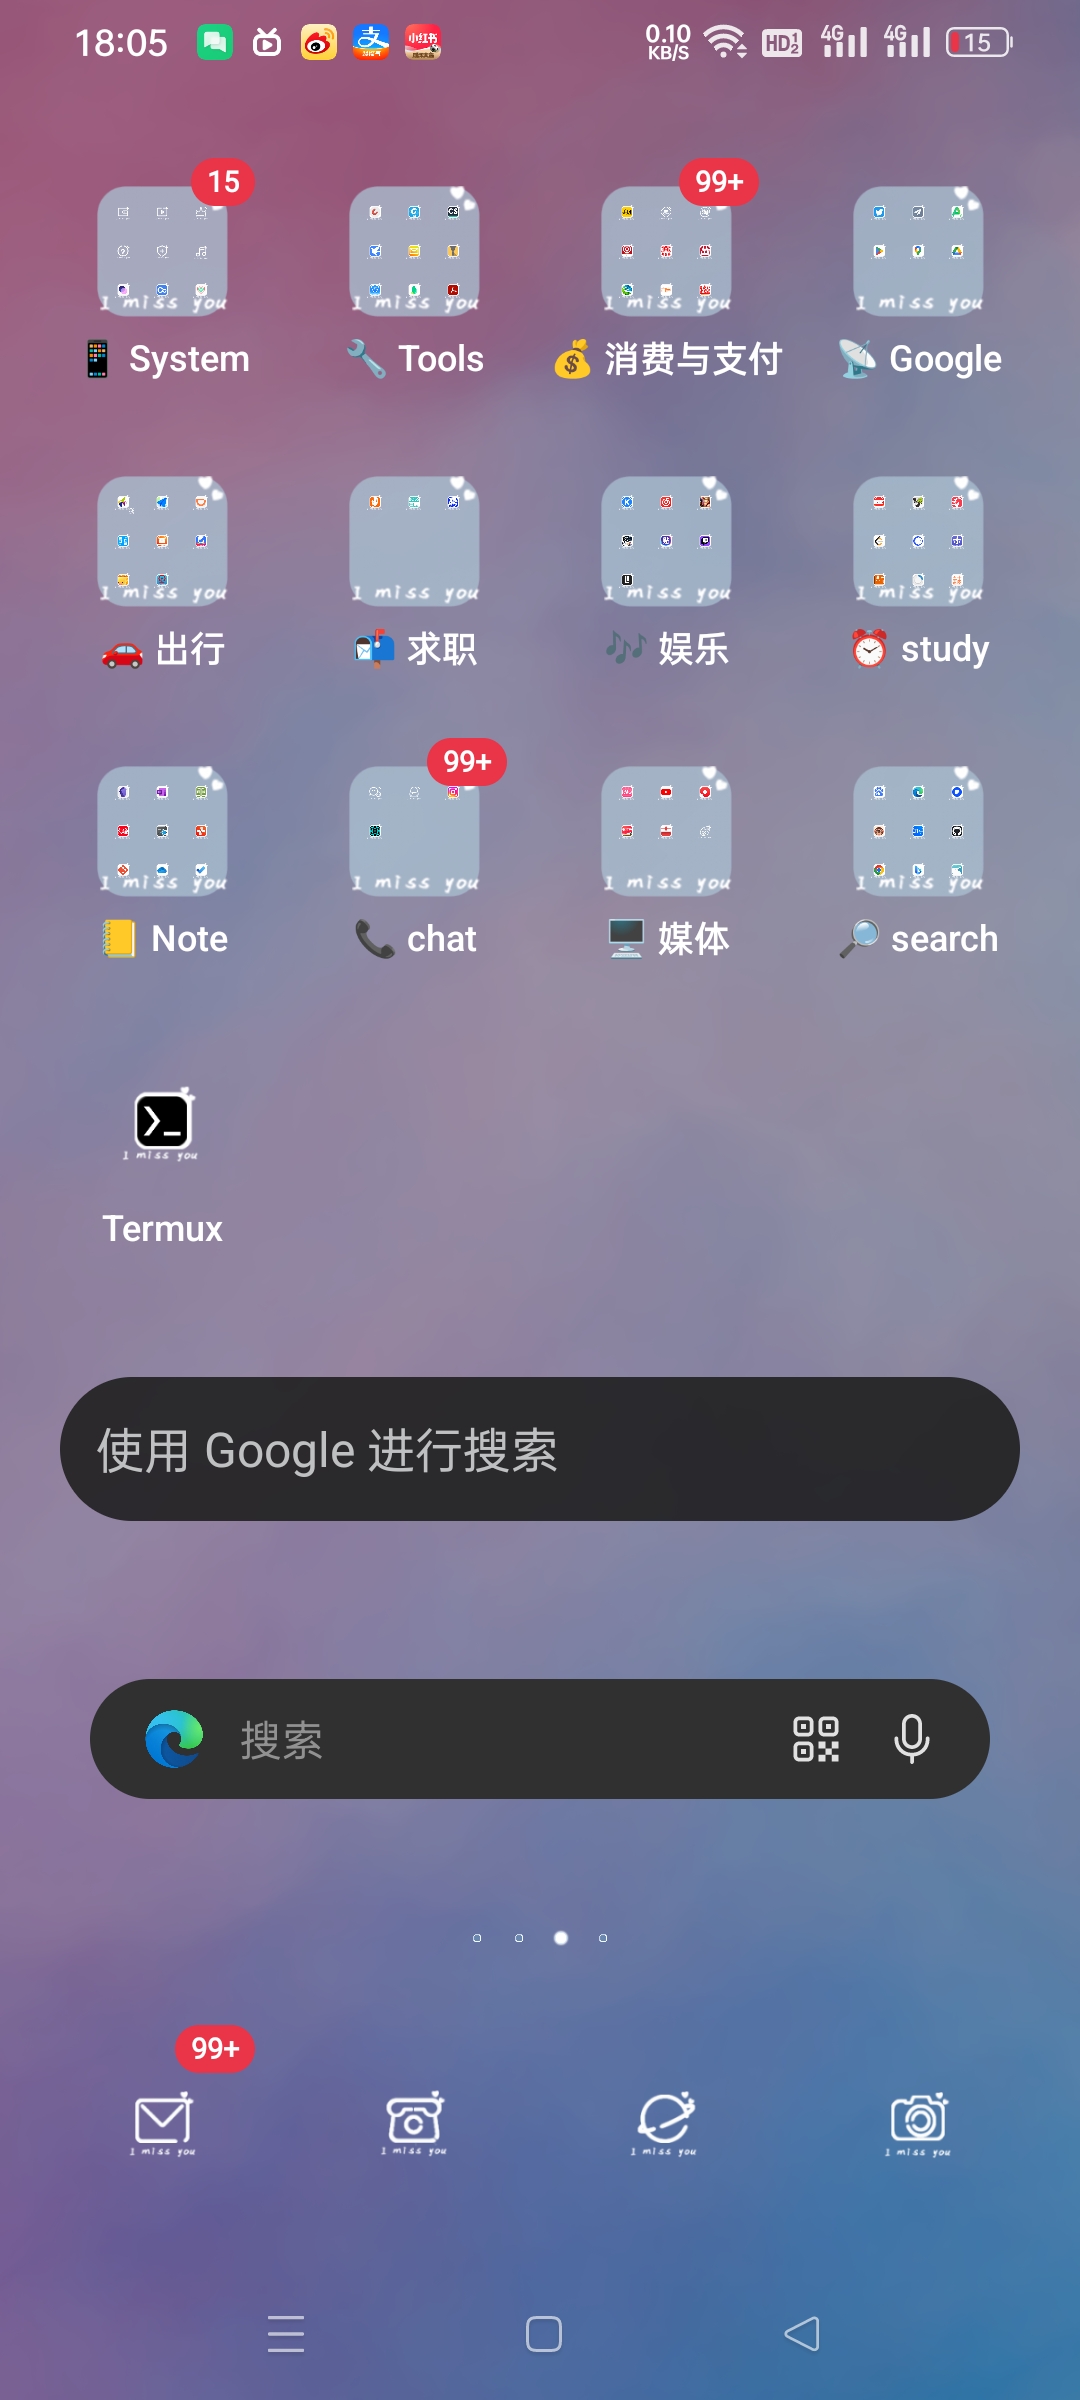 18:05
0.10 KB/S HD 1 2 4G 4G 15
15
99+
I miss you I miss you I miss you I miss you
📱 System 🔧 Tools 💰 消费与支付 📡 Google
I miss you I miss you I miss you I miss you
🚗 出行 📬 求职 🎶 娱乐 ⏰ study
99+
I miss you I miss you I miss you I miss you
📒 Note 📞 chat 🖥️ 媒体 🔎 search
I miss you
Termux
使用 Google 进行搜索
搜索
99+
I miss you I miss you I miss you I miss you